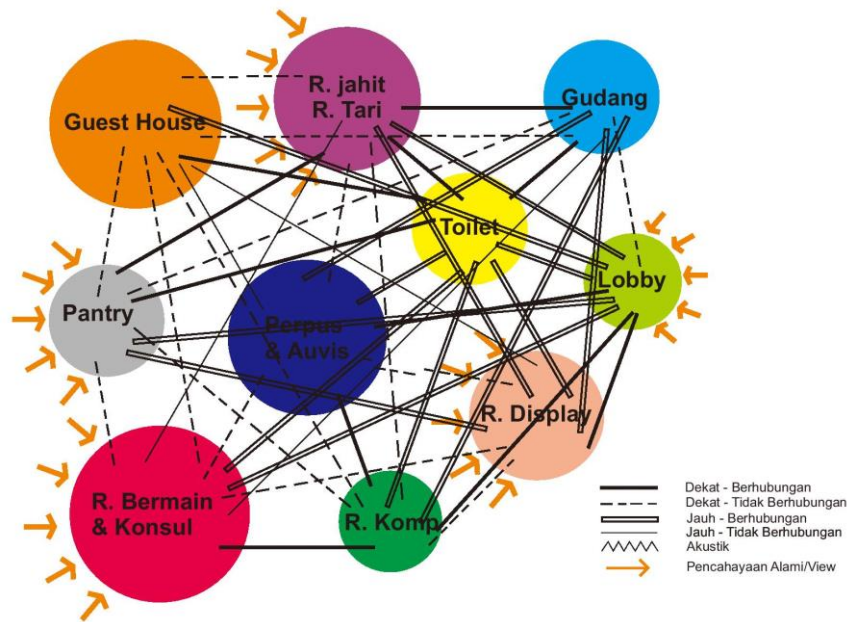 R. jahit
R. Tari
Gudang
Guest House
Toilet
Lobby
Pantry
Perpus
& Auvis
R. Display
R. Bermain
& Konsul
R. Komp
Dekat - Berhubungan
Dekat - Tidak Berhubungan
Jauh - Berhubungan
Jauh - Tidak Berhubungan
Akustik
Pencahayaan Alami/View